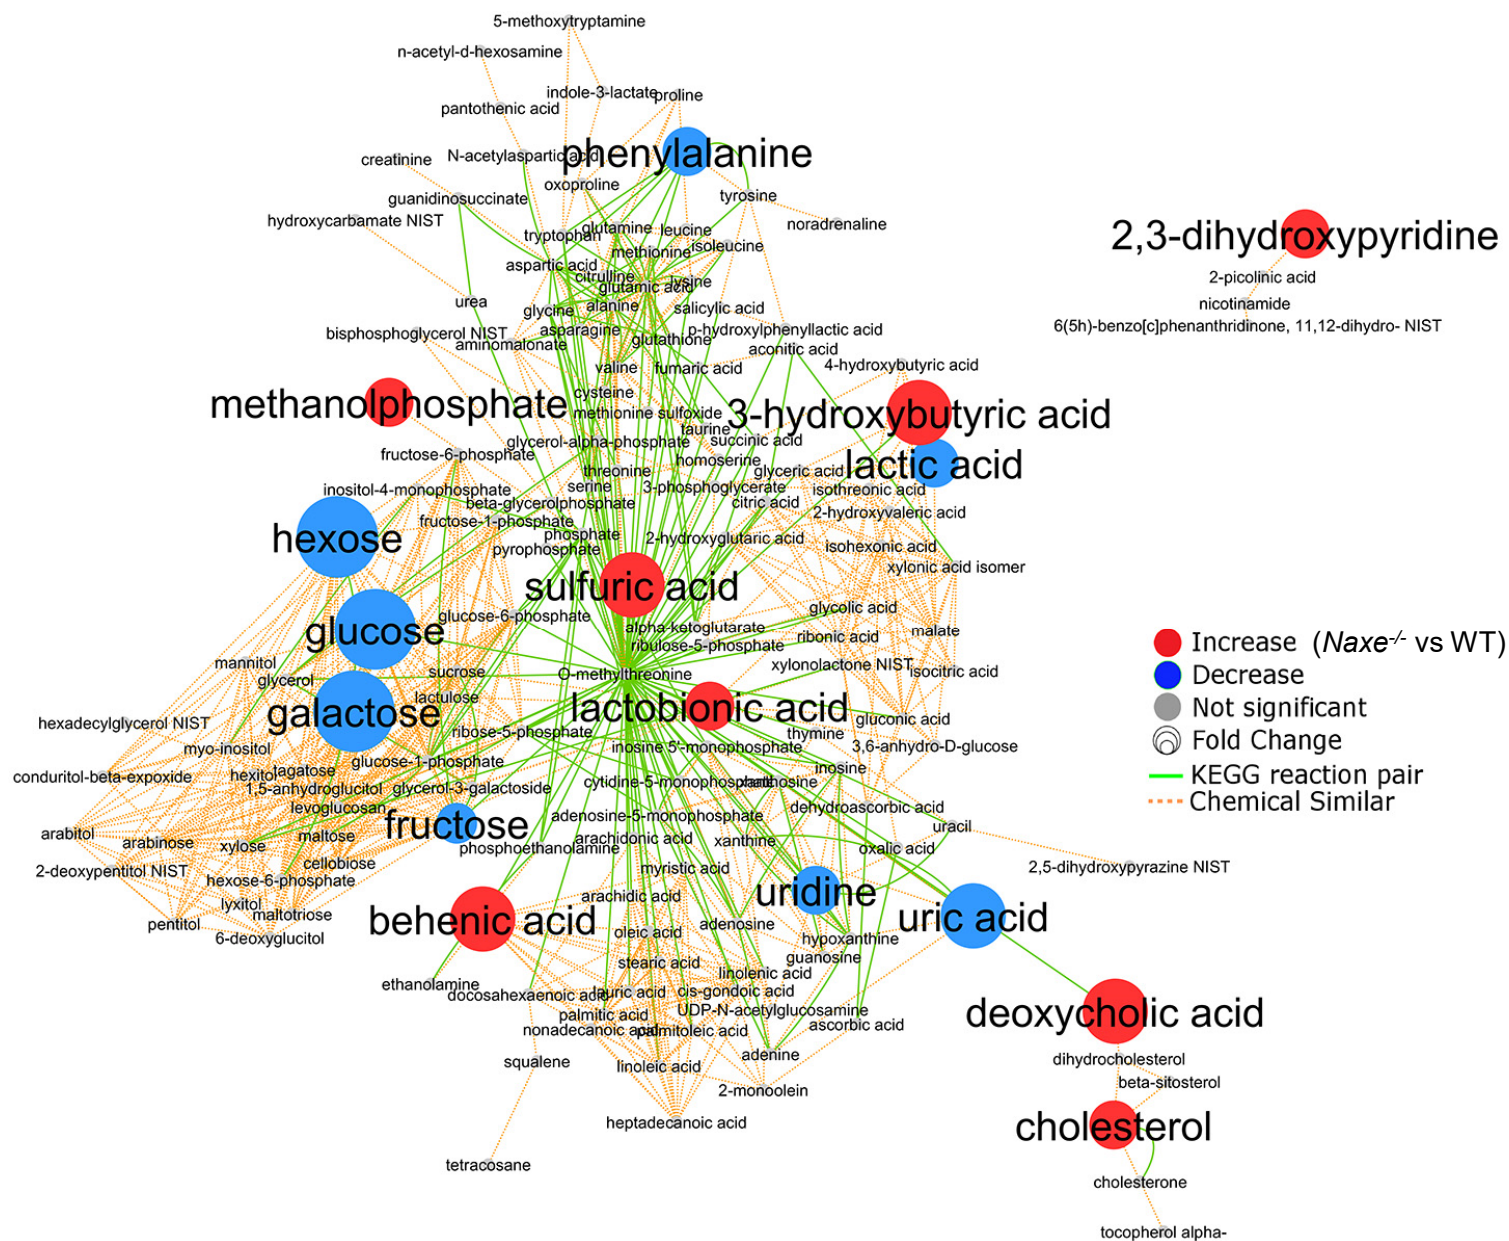 5-methoxytryptamine
n-acetyl-d-hexosamine
indole-3-lactate
proline
pantothenic acid
phenylalanine
creatinine
N-acetylaspartic acid
oxoproline
guanidinosuccinate
tyrosine
hydroxycarbamate NIST
noradrenaline
glutamine
leucine
tryptophan
isoleucine
methionine
2,3-dihydroxypyridine
aspartic acid
citrulline
glutamic acid
lysine
2-picolinic acid
urea
glycine
alanine
salicylic acid
nicotinamide
bisphosphoglycerol NIST
asparagine
p-hydroxylphenyllactic acid
6(5h)-benzo[c]phenanthridinone, 11,12-dihydro- NIST
aminomalonate
glutathione
aconitic acid
valine
fumaric acid
4-hydroxybutyric acid
cysteine
methanolphosphate
methionine sulfoxide
3-hydroxybutyric acid
taurine
glycerol-alpha-phosphate
succinic acid
fructose-6-phosphate
homoserine
lactic acid
threonine
glyceric acid
inositol-4-monophosphate
serine
3-phosphoglycerate
isothreonic acid
beta-glycerolphosphate
citric acid
2-hydroxyvaleric acid
fructose-1-phosphate
hexose
phosphate
2-hydroxyglutaric acid
pyrophosphate
isohexonic acid
xylonic acid isomer
sulfuric acid
glycolic acid
glucose
glucose-6-phosphate
alpha-ketoglutarate
malate
ribulose-5-phosphate
ribonic acid
Increase (Naxe-/- vs WT)
mannitol
sucrose
O-methylthreonine
xylonolactone NIST
isocitric acid
Decrease
glycerol
lactulose
galactose
lactobionic acid
Not significant
hexadecylglycerol NIST
ribose-5-phosphate
gluconic acid
thymine
Fold Change
myo-inositol
inosine 5'-monophosphate
3,6-anhydro-D-glucose
glucose-1-phosphate
conduritol-beta-expoxide
hexitol
tagatose
inosine
KEGG reaction pair
1,5-anhydroglucitol
glycerol-3-galactoside
cytidine-5-monophosphate
xanthosine
Chemical Similar
levoglucosan
dehydroascorbic acid
fructose
adenosine-5-monophosphate
uracil
arabitol
arabinose
xylose
maltose
phosphoethanolamine
arachidonic acid
xanthine
oxalic acid
2-deoxypentitol NIST
cellobiose
myristic acid
2,5-dihydroxypyrazine NIST
hexose-6-phosphate
arachidic acid
uridine
lyxitol
maltotriose
behenic acid
uric acid
pentitol
6-deoxyglucitol
oleic acid
adenosine
hypoxanthine
guanosine
stearic acid
linolenic acid
ethanolamine
docosahexaenoic acid
lauric acid
cis-gondoic acid
UDP-N-acetylglucosamine
palmitic acid
deoxycholic acid
nonadecanoic acid
palmitoleic acid
ascorbic acid
squalene
linoleic acid
adenine
dihydrocholesterol
2-monoolein
beta-sitosterol
heptadecanoic acid
cholesterol
tetracosane
cholesterone
tocopherol alpha-